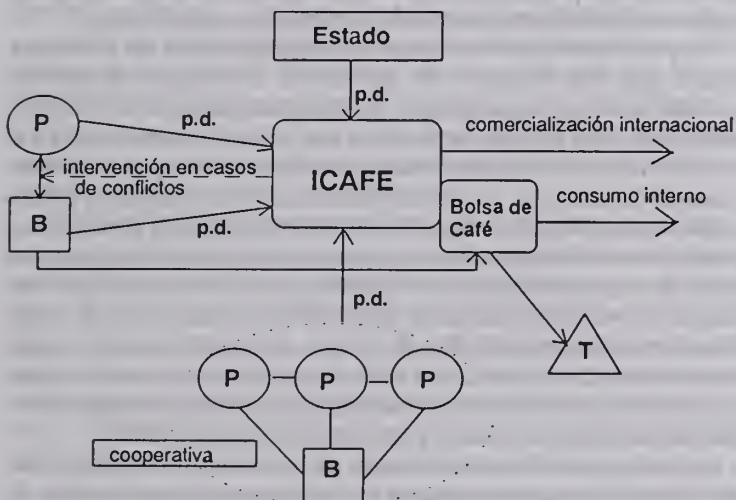 Estado
p.d.
P
p.d.
comercialización internacional
intervención en casos
de conflictos
ICAFE
B
p.d.
Bolsa de
Café
consumo interno
p.d.
T
P
P
P
cooperativa
B